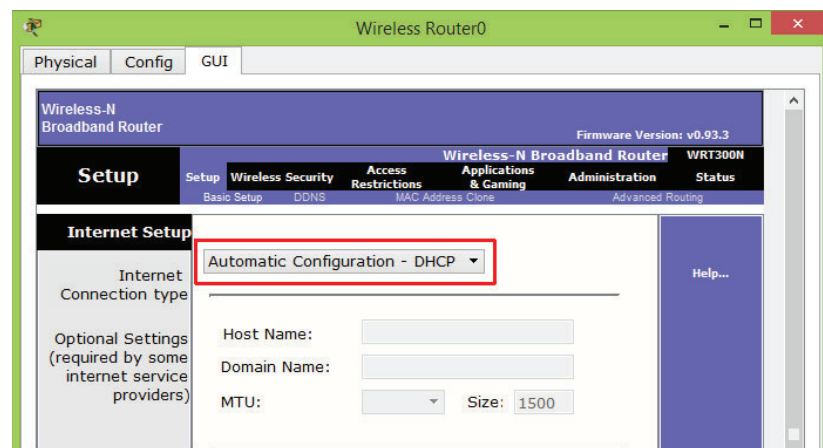 Wireless Router0
Physical Config GUI
Wireless-N
Broadband Router
Firmware Version: v0.93.3
Wireless-N Broadband Router WRT300N
Setup
Setup Wireless Security Access Restrictions Applications & Gaming Administration Status
Basic Setup DDNS MAC Address Clone Advanced Routing
Internet Setup
Automatic Configuration - DHCP
Help...
Internet
Connection type
Optional Settings
(required by some
internet service
providers)
Host Name:
Domain Name:
MTU: Size: 1500